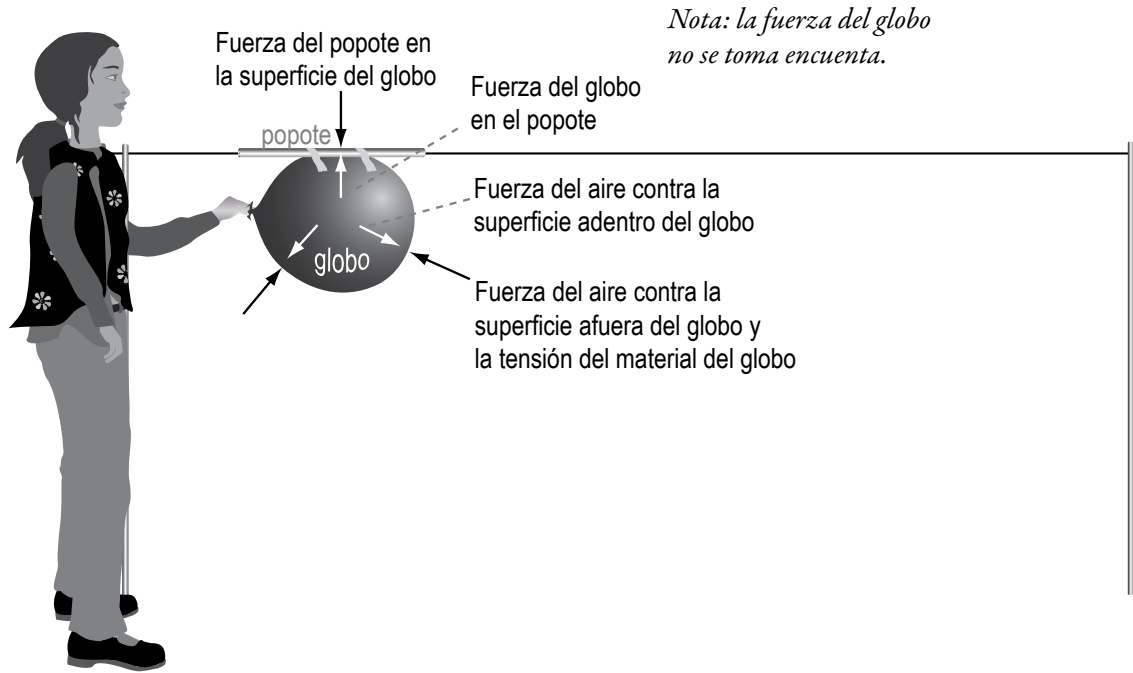 Nota: la fuerza del globo
no se toma encuenta.
Fuerza del popote en
la superficie del globo
Fuerza del globo
en el popote
popote
Fuerza del aire contra la
superficie adentro del globo
globo
Fuerza del aire contra la
superficie afuera del globo y
la tensión del material del globo